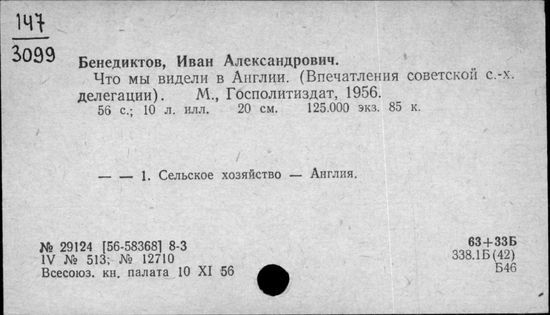 147
3099
Бенедиктов, Иван Александрович.
Что мы видели в Англии. (Впечатления советской с.-х.
делегации). М., Госполитиздат, 1956.
56 с.; 10 л. илл. 20 см. 125.000 экз. 85 к.
— — 1. Сельское хозяйство — Англия.
№ 29124 [56-58368] 8-3
IV № 513; № 12710
Всесоюз. кн. палата 10 XI 56
63+33Б
338.1Б(42)
Б46